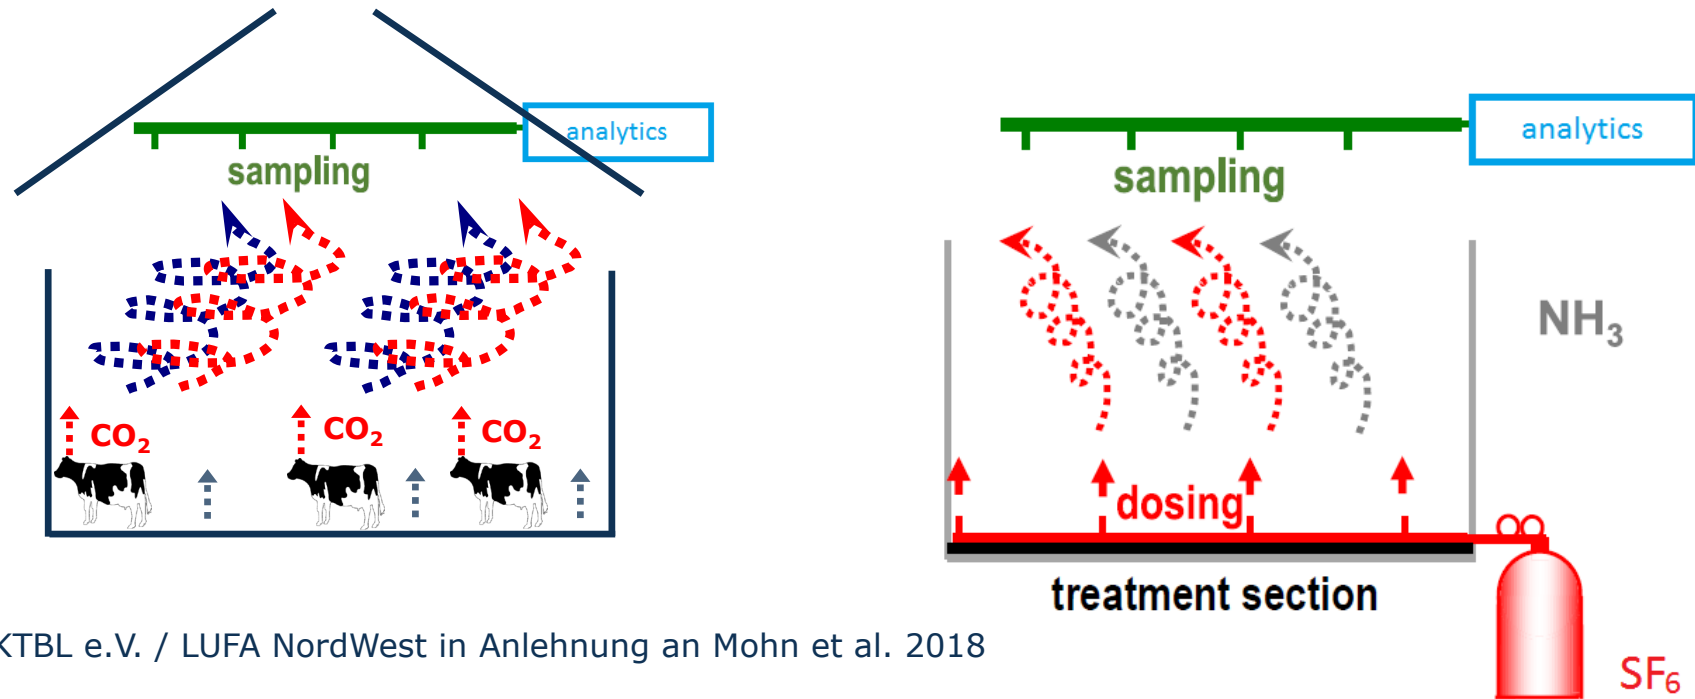 analytics
sampling
CO₂
CO₂
CO₂
analytics
sampling
NH₃
dosing
treatment section
SF₆
KTBL e.V. / LUFA NordWest in Anlehnung an Mohn et al. 2018